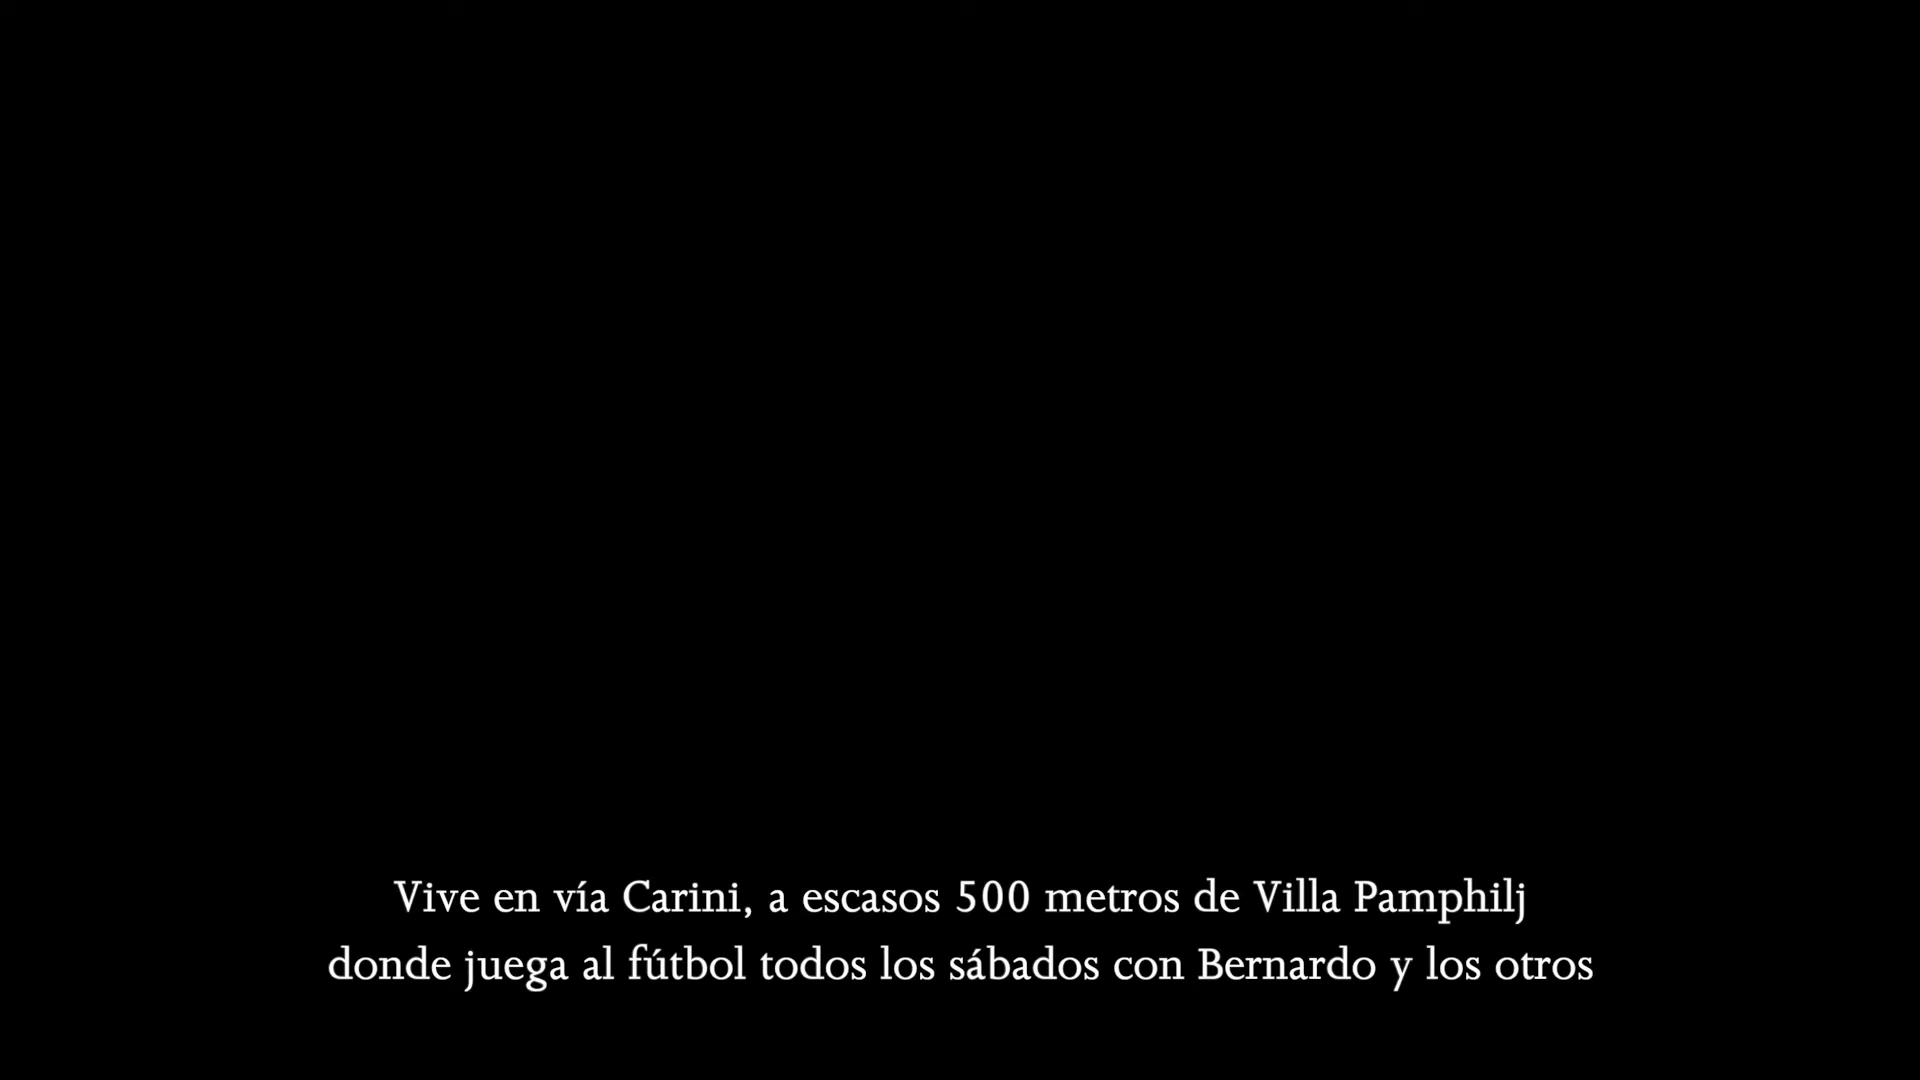 Vive en vía Carini, a escasos 500 metros de Villa Pamphilj
donde juega al fútbol todos los sábados con Bernardo y los otros